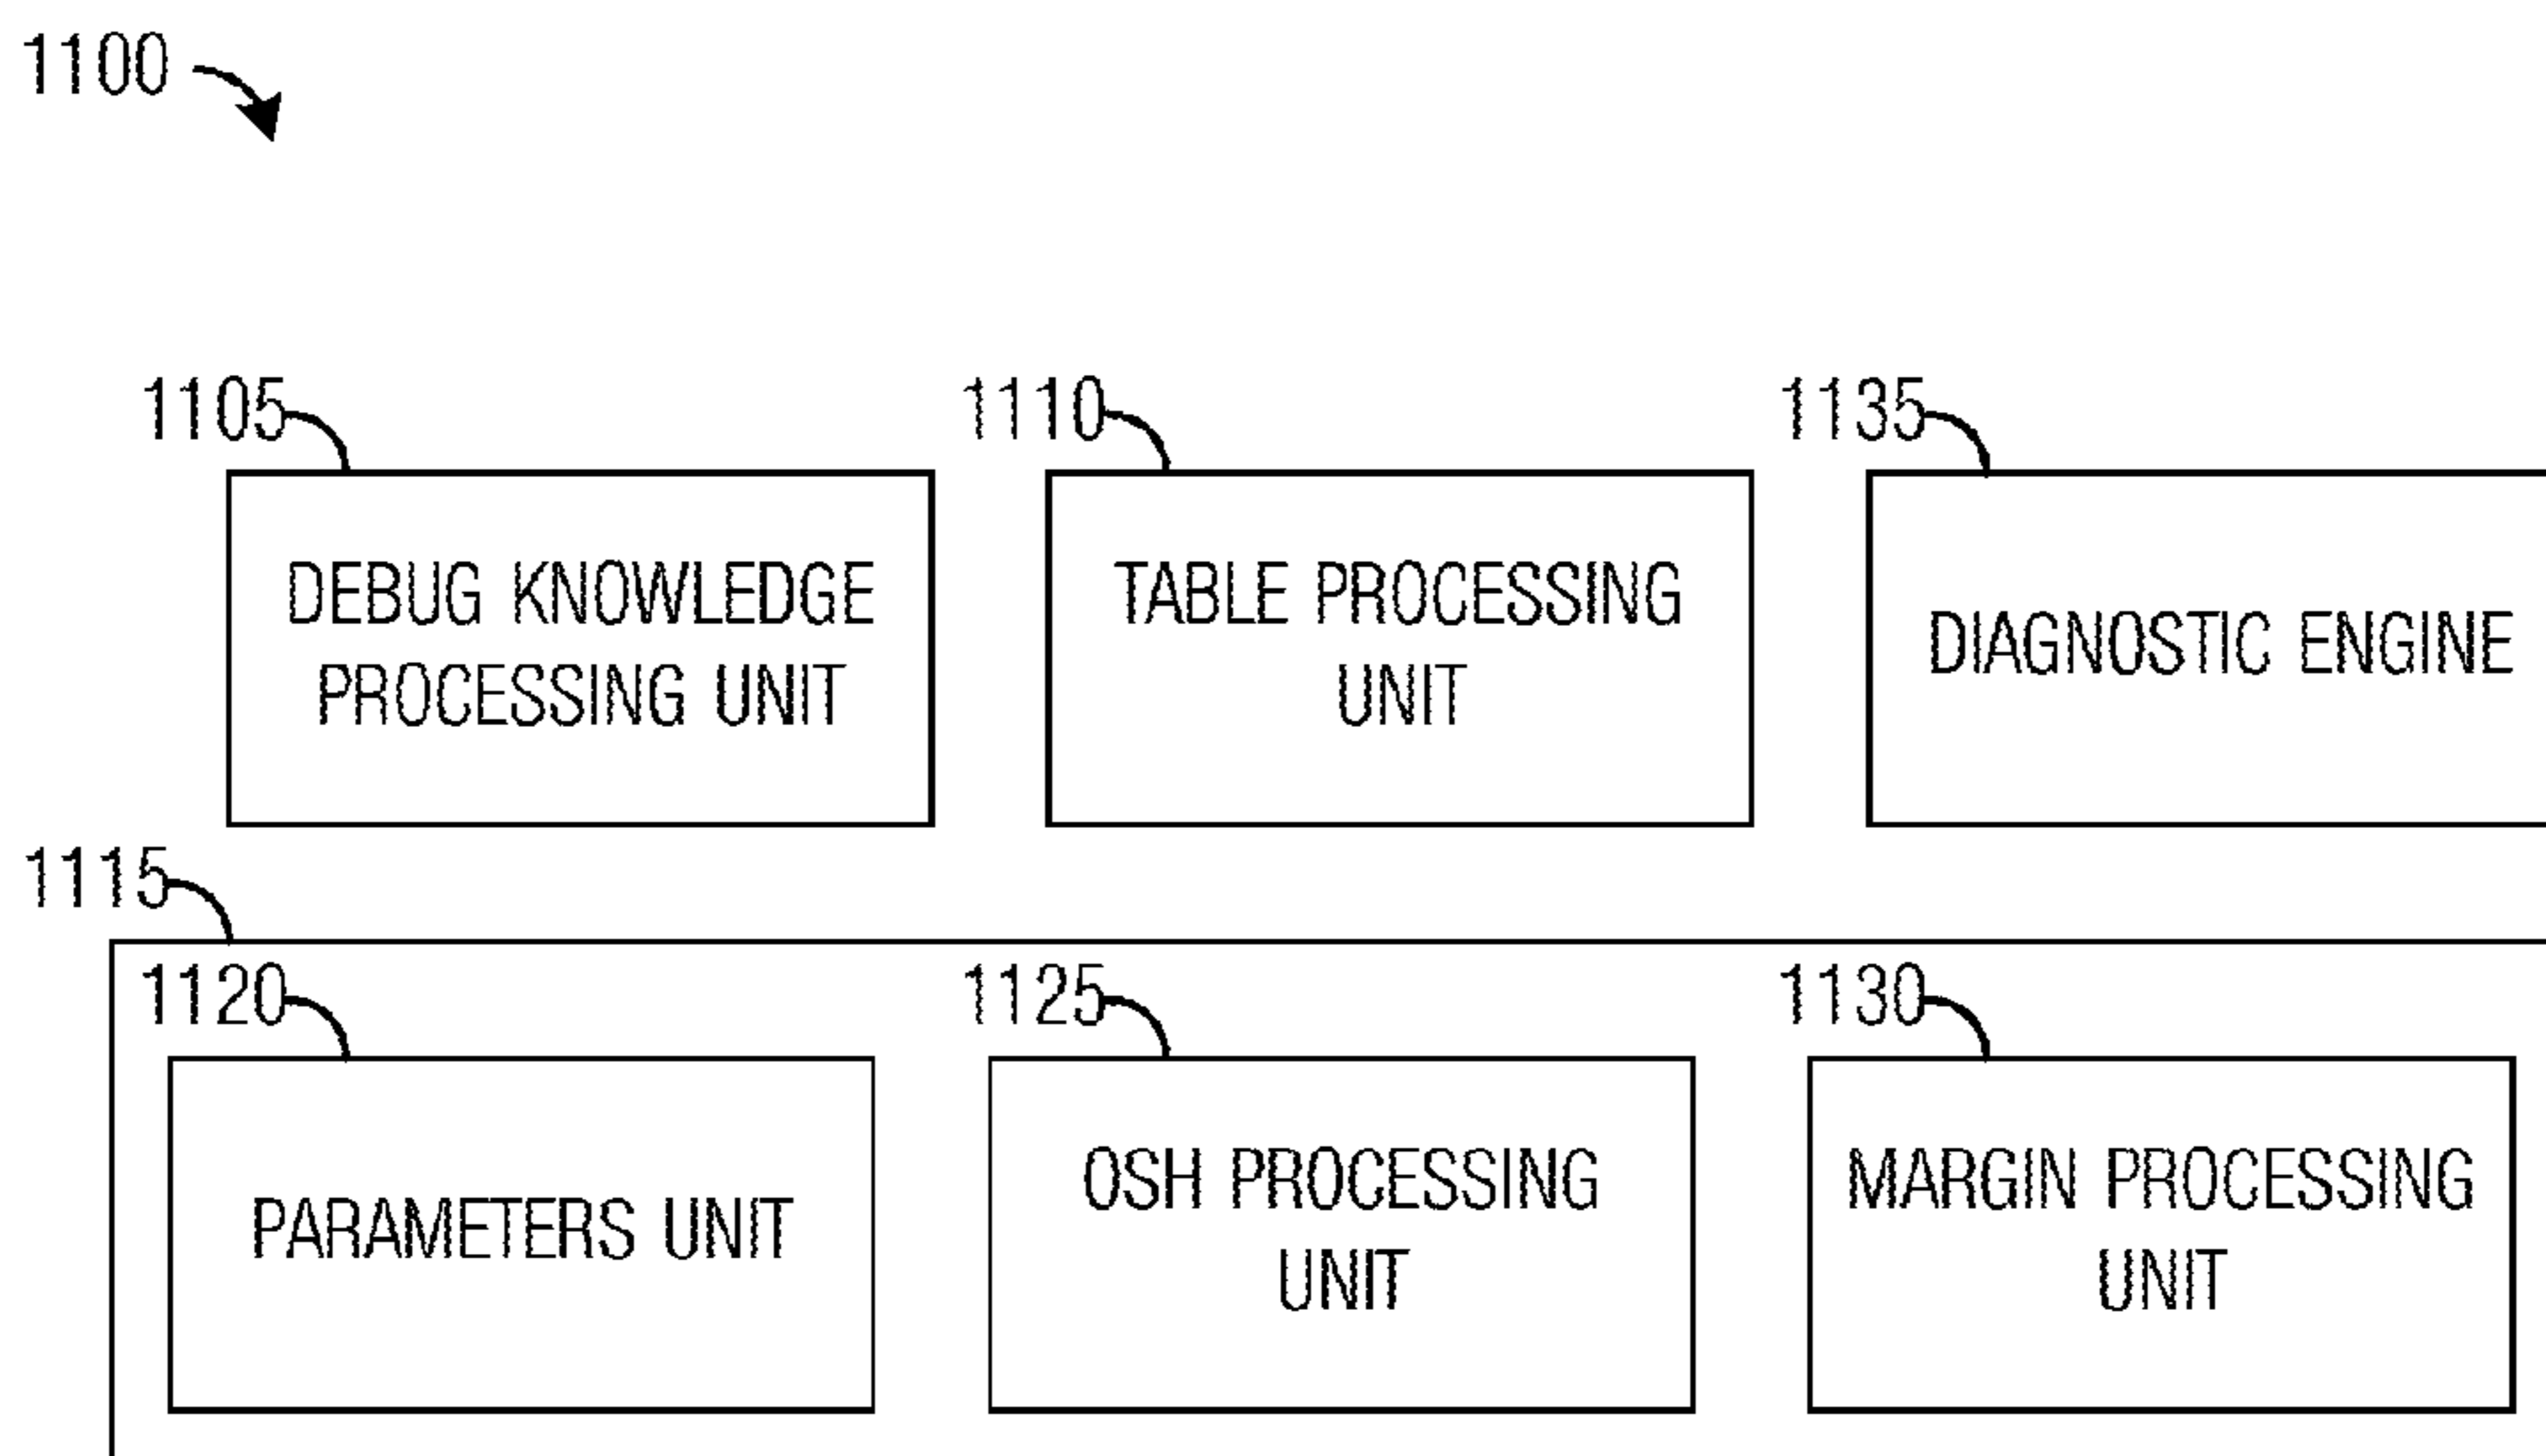 1100
1105
1110
1135
DEBUG KNOWLEDGE
PROCESSING UNIT
TABLE PROCESSING
UNIT
DIAGNOSTIC ENGINE
1115
1120
1125
1130
PARAMETERS UNIT
OSH PROCESSING
UNIT
MARGIN PROCESSING
UNIT